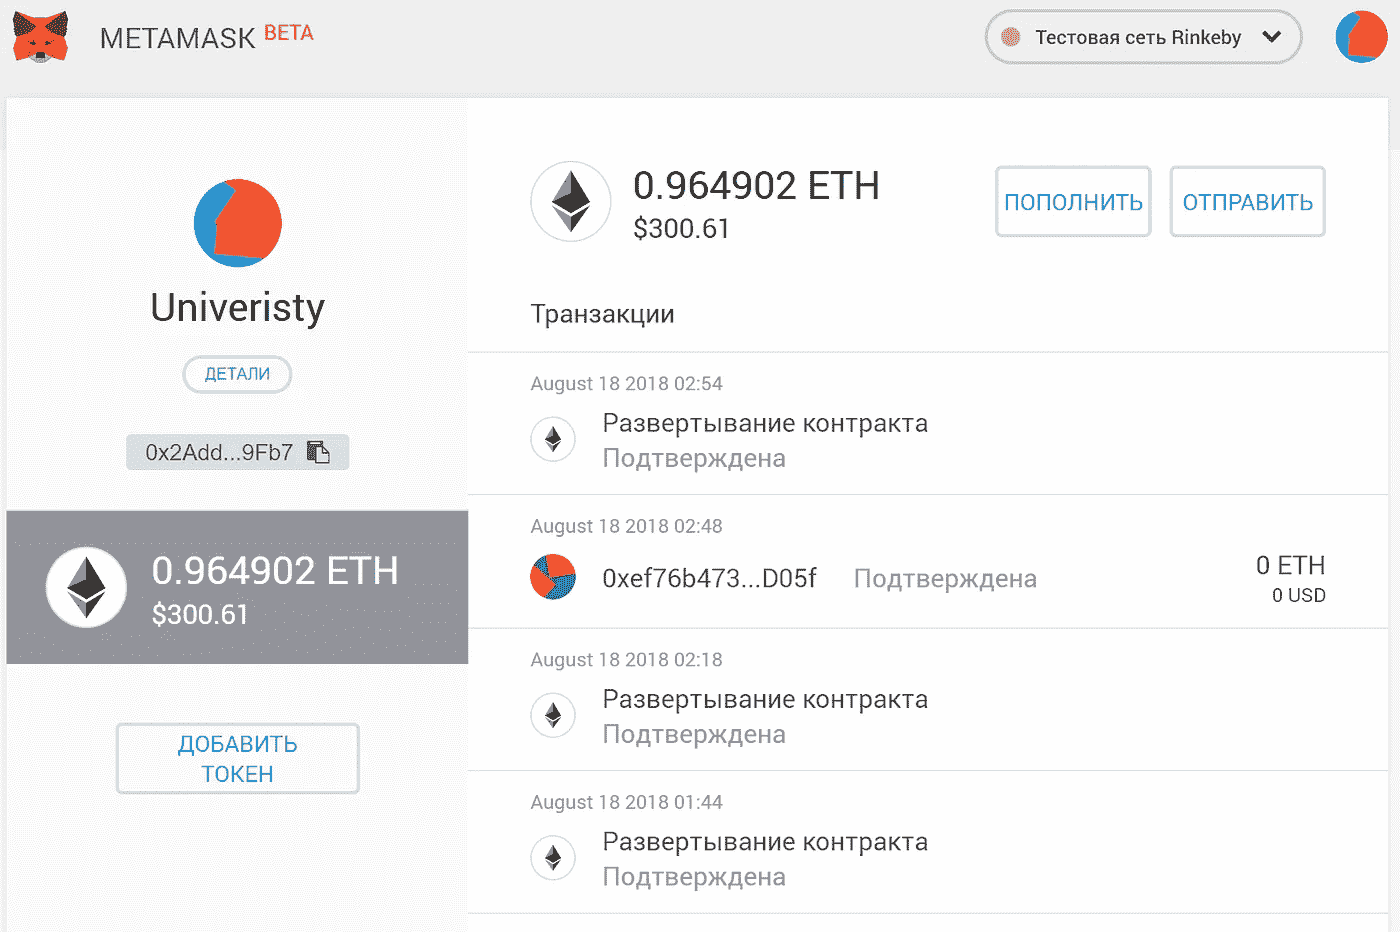 METAMASK BETA
Тестовая сеть Rinkeby
Univeristy
ДЕТАЛИ
0x2Add...9Fb7
0.964902 ETH
$300.61
ДОБАВИТЬ
ТОКЕН
0.964902 ETH
$300.61
ПОПОЛНИТЬ
ОТПРАВИТЬ
Транзакции
August 18 2018 02:54
Развертывание контракта
Подтверждена
August 18 2018 02:48
0xef76b473...D05f Подтверждена
0 ETH
0 USD
August 18 2018 02:18
Развертывание контракта
Подтверждена
August 18 2018 01:44
Развертывание контракта
Подтверждена